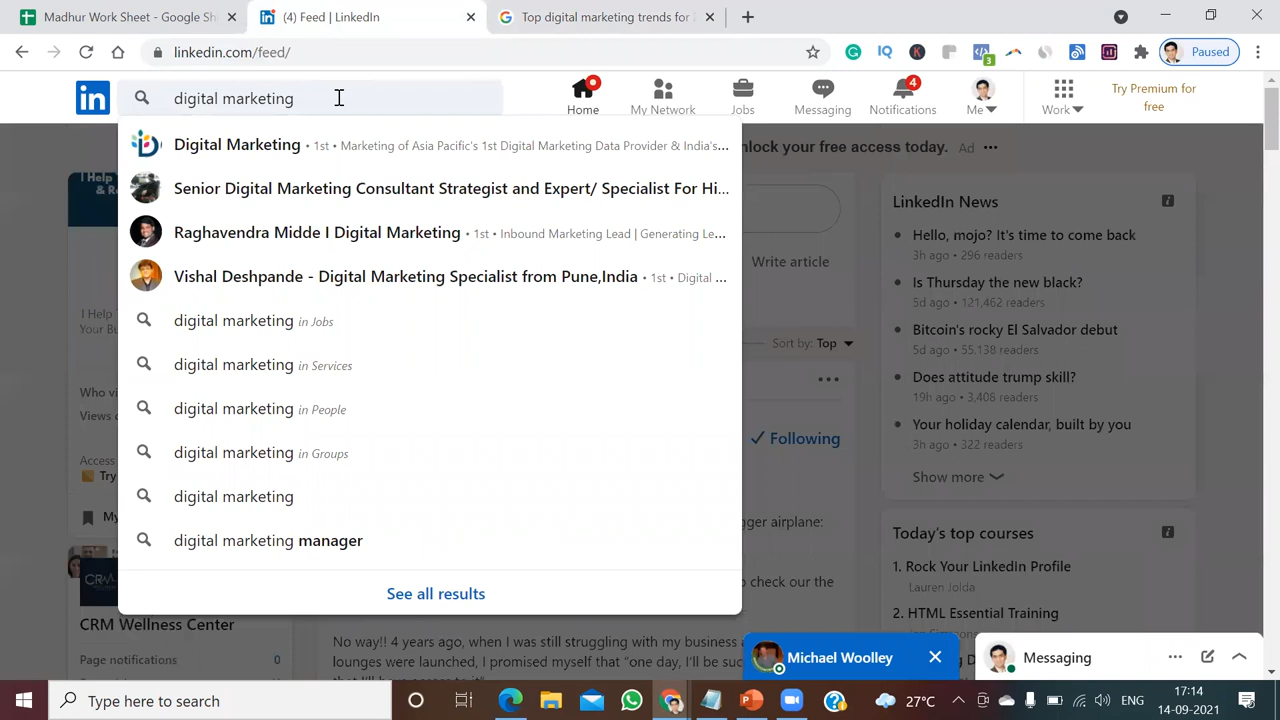 Madhur Work Sheet - Google Sh
(4) Feed | LinkedIn
Top digital marketing trends for 2
linkedin.com/feed/
Paused
3
in
digital marketing
Home
My Network
Jobs
Messaging
4
Notifications
Me
Work
Try Premium for
free
Digital Marketing • 1st • Marketing of Asia Pacific's 1st Digital Marketing Data Provider & India's...
Senior Digital Marketing Consultant Strategist and Expert/ Specialist For Hi...
Raghavendra Midde I Digital Marketing • 1st • Inbound Marketing Lead | Generating Le...
Vishal Deshpande - Digital Marketing Specialist from Pune,India • 1st • Digital ...
digital marketing in Jobs
digital marketing in Services
digital marketing in People
digital marketing in Groups
digital marketing
digital marketing manager
See all results
I Help
& Re
I Help
Your Bu
Who vi
Views
Access
Try
My
CRM
CRM Wellness Center
Page notifications 0
nlock your free access today. Ad
Write article
Sort by: Top
Following
gger airplane:
o check our the
No way!! 4 years ago, when I was still struggling with my business a
lounges were launched, I promised myself that "one day, I'll be suc
LinkedIn News
Hello, mojo? It's time to come back
3h ago • 296 readers
Is Thursday the new black?
5d ago • 121,462 readers
Bitcoin's rocky El Salvador debut
5d ago • 55,138 readers
Does attitude trump skill?
19h ago • 3,408 readers
Your holiday calendar, built by you
3h ago • 322 readers
Show more
Today's top courses
1. Rock Your LinkedIn Profile
Lauren Jolda
2. HTML Essential Training
Michael Woolley
Messaging
Type here to search
27°C
ENG
17:14
14-09-2021